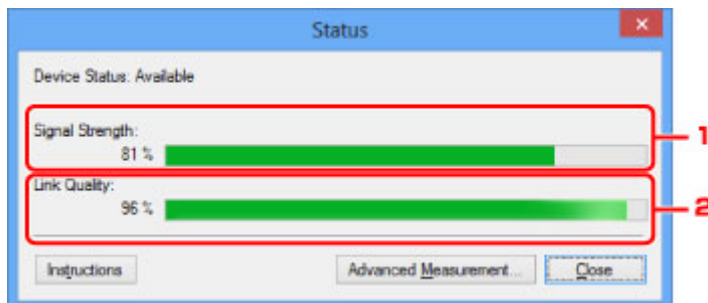 Status
Device Status: Available
Signal Strength:
81 %
1
Link Quality:
96 %
2
Instructions
Advanced Measurement...
Close